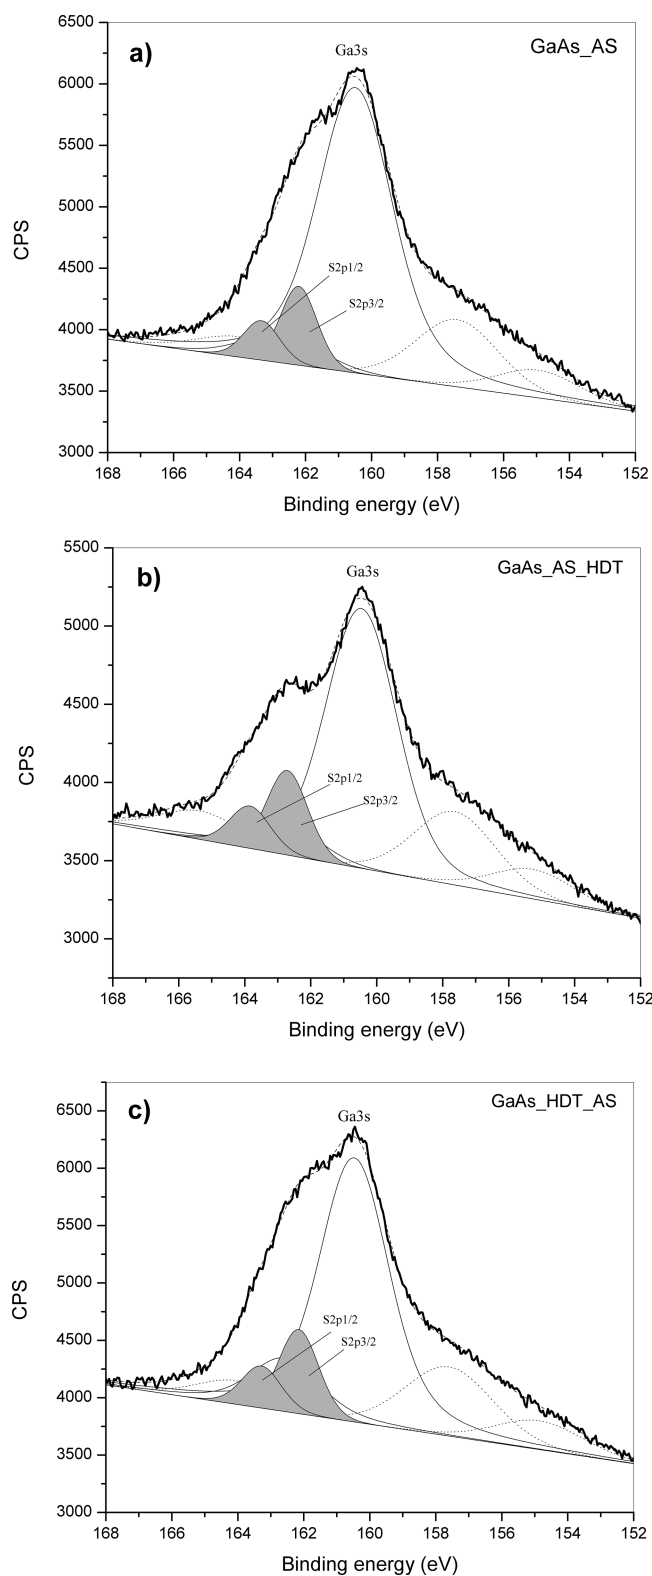 a)
GaAs_AS
Ga3s
6500
6000
5500
5000
4500
4000
3500
3000
CPS
S2p1/2
S2p3/2
168 166 164 162 160 158 156 154 152
Binding energy (eV)
b)
GaAs_AS_HDT
Ga3s
5500
5000
4500
4000
3500
3000
CPS
S2p1/2
S2p3/2
168 166 164 162 160 158 156 154 152
Binding energy (eV)
c)
GaAs_HDT_AS
Ga3s
6500
6000
5500
5000
4500
4000
3500
3000
CPS
S2p1/2
S2p3/2
168 166 164 162 160 158 156 154 152
Binding energy (eV)